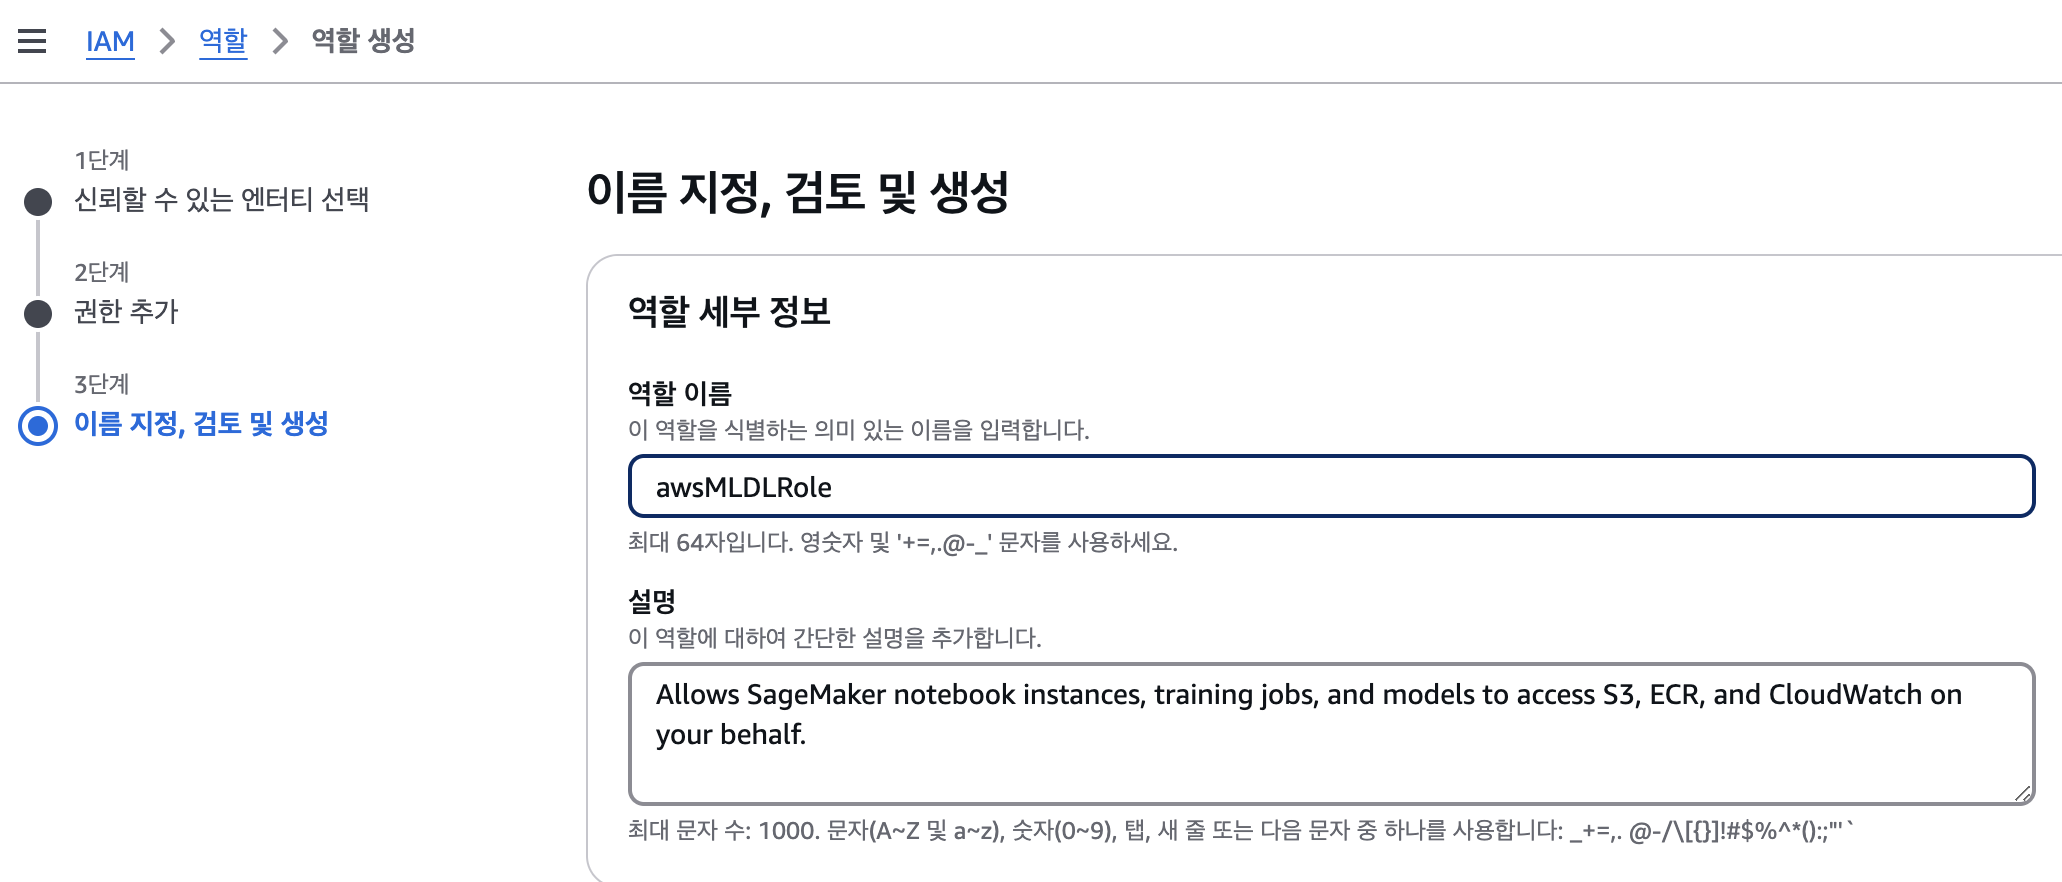 IAM > 역할 > 역할 생성
1단계
신뢰할 수 있는 엔터티 선택
2단계
권한 추가
3단계
이름 지정, 검토 및 생성
이름 지정, 검토 및 생성
역할 세부 정보
역할 이름
이 역할을 식별하는 의미 있는 이름을 입력합니다.
awsMLDLRole
최대 64자입니다. 영숫자 및 '+=,.@-_' 문자를 사용하세요.
설명
이 역할에 대하여 간단한 설명을 추가합니다.
Allows SageMaker notebook instances, training jobs, and models to access S3, ECR, and CloudWatch on
your behalf.
최대 문자 수: 1000. 문자(A~Z 및 a~z), 숫자(0~9), 탭, 새 줄 또는 다음 문자 중 하나를 사용합니다: _+=,. @-/\[{}]!#$%^*();:"'`